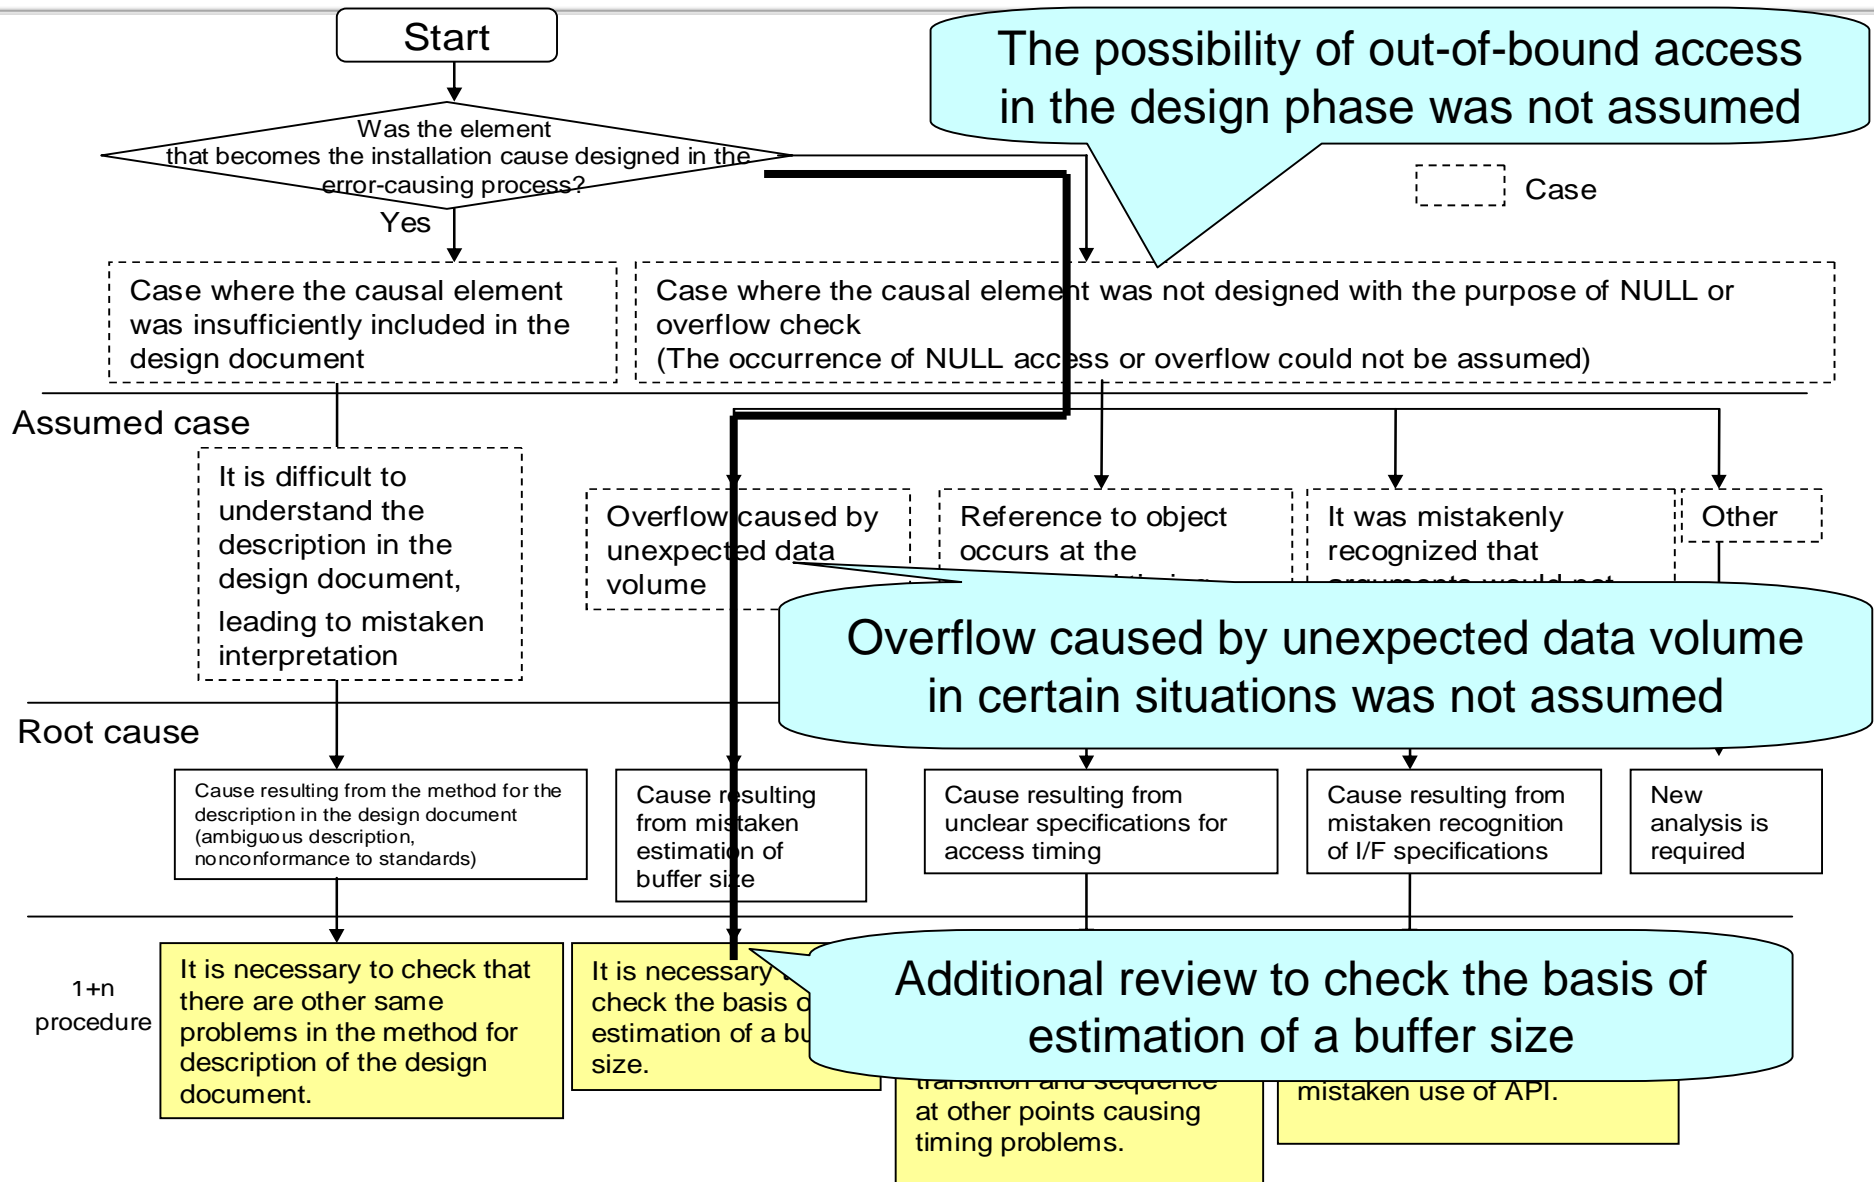 Start
The possibility of out-of-bound access
in the design phase was not assumed
Was the element
that becomes the installation cause designed in the
error-causing process?
Case
Yes
Case where the causal element
was insufficiently included in the
design document
Case where the causal element was not designed with the purpose of NULL or
overflow check
(The occurrence of NULL access or overflow could not be assumed)
Assumed case
It is difficult to
understand the
description in the
design document,
leading to mistaken
interpretation
Overflow caused by
unexpected data
volume
Reference to object
occurs at the
It was mistakenly
recognized that
arguments would not
Other
Overflow caused by unexpected data volume
in certain situations was not assumed
Root cause
Cause resulting from the method for the
description in the design document
(ambiguous description,
nonconformance to standards)
Cause resulting
from mistaken
estimation of
buffer size
Cause resulting from
unclear specifications for
access timing
Cause resulting from
mistaken recognition
of I/F specifications
New
analysis is
required
1+n
procedure
It is necessary to check that
there are other same
problems in the method for
description of the design
document.
It is necessary
check the basis
estimation of a
size.
Additional review to check the basis of
estimation of a buffer size
transition and sequence
at other points causing
timing problems.
mistaken use of API.